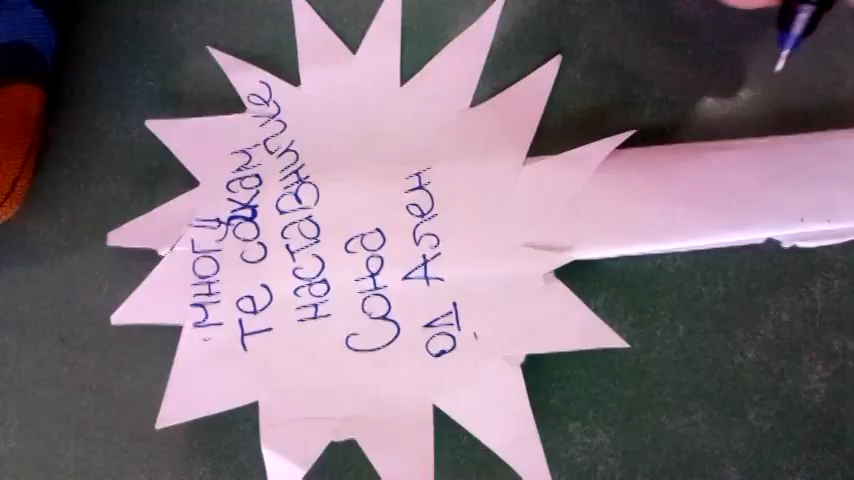 многу
те сакам
наставничке
Соња
од Ален